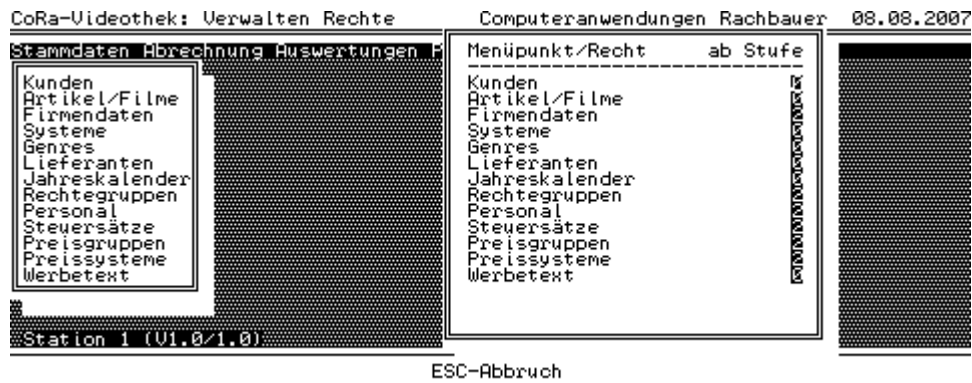 CoRa-Videothek: Verwalten Rechte Computeranwendungen Rachbauer 08.08.2007
Stammdaten Abrechnung Auswertungen
Kunden
Artikel/Filme
Firmendaten
Systeme
Genres
Lieferanten
Jahreskalender
Rechtegruppen
Personal
Steuersätze
Preisgruppen
Preissysteme
Werbetext
Menüpunkt/Recht ab Stufe
Kunden
Artikel/Filme
Firmendaten
Systeme
Genres
Lieferanten
Jahreskalender
Rechtegruppen
Personal
Steuersätze
Preisgruppen
Preissysteme
Werbetext
Station 1 (V1.0/1.0)
ESC-Abbruch